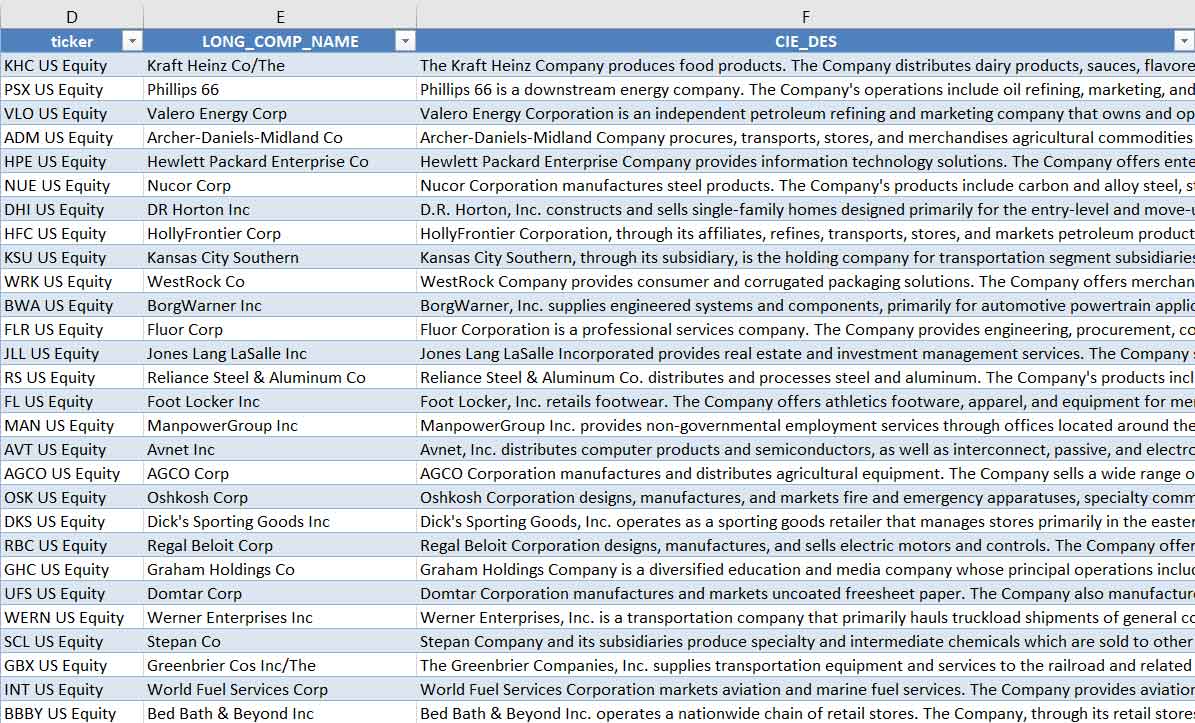 D E F
ticker LONG_COMP_NAME CIE_DES
KHC US Equity Kraft Heinz Co/The The Kraft Heinz Company produces food products. The Company distributes dairy products, sauces, flavore
PSX US Equity Phillips 66 Phillips 66 is a downstream energy company. The Company's operations include oil refining, marketing, and
VLO US Equity Valero Energy Corp Valero Energy Corporation is an independent petroleum refining and marketing company that owns and op
ADM US Equity Archer-Daniels-Midland Co Archer-Daniels-Midland Company procures, transports, stores, and merchandises agricultural commodities
HPE US Equity Hewlett Packard Enterprise Co Hewlett Packard Enterprise Company provides information technology solutions. The Company offers ente
NUE US Equity Nucor Corp Nucor Corporation manufactures steel products. The Company's products include carbon and alloy steel, s
DHI US Equity DR Horton Inc D.R. Horton, Inc. constructs and sells single-family homes designed primarily for the entry-level and move-u
HFC US Equity HollyFrontier Corp HollyFrontier Corporation, through its affiliates, refines, transports, stores, and markets petroleum product
KSU US Equity Kansas City Southern Kansas City Southern, through its subsidiary, is the holding company for transportation segment subsidiaries
WRK US Equity WestRock Co WestRock Company provides consumer and corrugated packaging solutions. The Company offers merchan
BWA US Equity BorgWarner Inc BorgWarner, Inc. supplies engineered systems and components, primarily for automotive powertrain applic
FLR US Equity Fluor Corp Fluor Corporation is a professional services company. The Company provides engineering, procurement, co
JLL US Equity Jones Lang LaSalle Inc Jones Lang LaSalle Incorporated provides real estate and investment management services. The Company s
RS US Equity Reliance Steel & Aluminum Co Reliance Steel & Aluminum Co. distributes and processes steel and aluminum. The Company's products incl
FL US Equity Foot Locker Inc Foot Locker, Inc. retails footwear. The Company offers athletics footware, apparel, and equipment for me
MAN US Equity ManpowerGroup Inc ManpowerGroup Inc. provides non-governmental employment services through offices located around the
AVT US Equity Avnet Inc Avnet, Inc. distributes computer products and semiconductors, as well as interconnect, passive, and electro
AGCO US Equity AGCO Corp AGCO Corporation manufactures and distributes agricultural equipment. The Company sells a wide range o
OSK US Equity Oshkosh Corp Oshkosh Corporation designs, manufactures, and markets fire and emergency apparatuses, specialty comm
DKS US Equity Dick's Sporting Goods Inc Dick's Sporting Goods, Inc. operates as a sporting goods retailer that manages stores primarily in the easte
RBC US Equity Regal Beloit Corp Regal Beloit Corporation designs, manufactures, and sells electric motors and controls. The Company offer
GHC US Equity Graham Holdings Co Graham Holdings Company is a diversified education and media company whose principal operations inclu
UFS US Equity Domtar Corp Domtar Corporation manufactures and markets uncoated freesheet paper. The Company also manufacture
WERN US Equity Werner Enterprises Inc Werner Enterprises, Inc. is a transportation company that primarily hauls truckload shipments of general co
SCL US Equity Stepan Co Stepan Company and its subsidiaries produce specialty and intermediate chemicals which are sold to other
GBX US Equity Greenbrier Cos Inc/The The Greenbrier Companies, Inc. supplies transportation equipment and services to the railroad and related
INT US Equity World Fuel Services Corp World Fuel Services Corporation markets aviation and marine fuel services. The Company provides aviation
BBBY US Equity Bed Bath & Beyond Inc Bed Bath & Beyond Inc. operates a nationwide chain of retail stores. The Company, through its retail stores